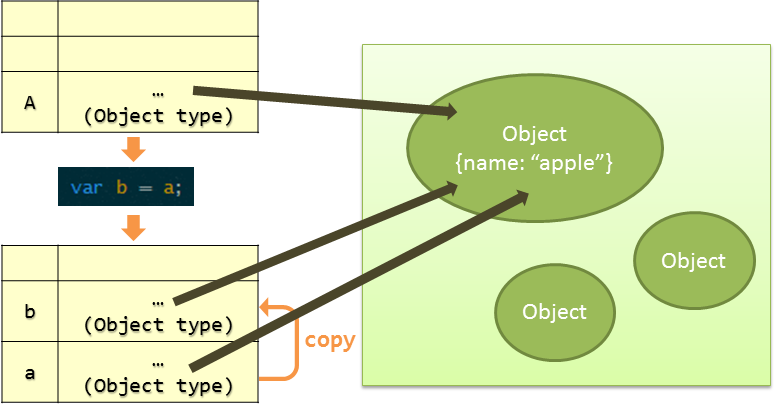 A
…
(Object type)
var b = a;
b
…
(Object type)
a
…
(Object type)
copy
Object
{name: “apple”}
Object
Object